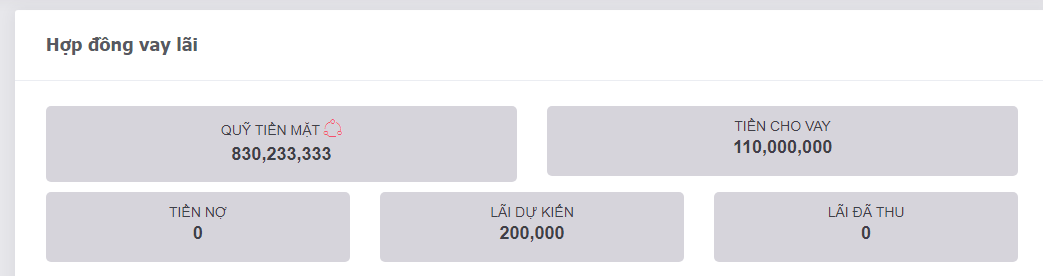 Hợp đồng vay lãi
QUỸ TIỀN MẶT
830,233,333
TIỀN CHO VAY
110,000,000
TIỀN NỢ
0
LÃI DỰ KIẾN
200,000
LÃI ĐÃ THU
0